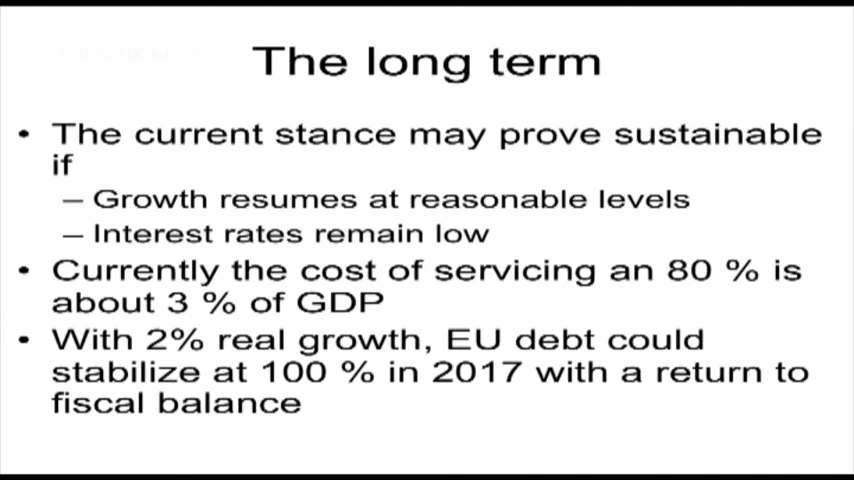 The long term
• The current stance may prove sustainable
if
– Growth resumes at reasonable levels
– Interest rates remain low
• Currently the cost of servicing an 80 % is
about 3 % of GDP
• With 2% real growth, EU debt could
stabilize at 100 % in 2017 with a return to
fiscal balance